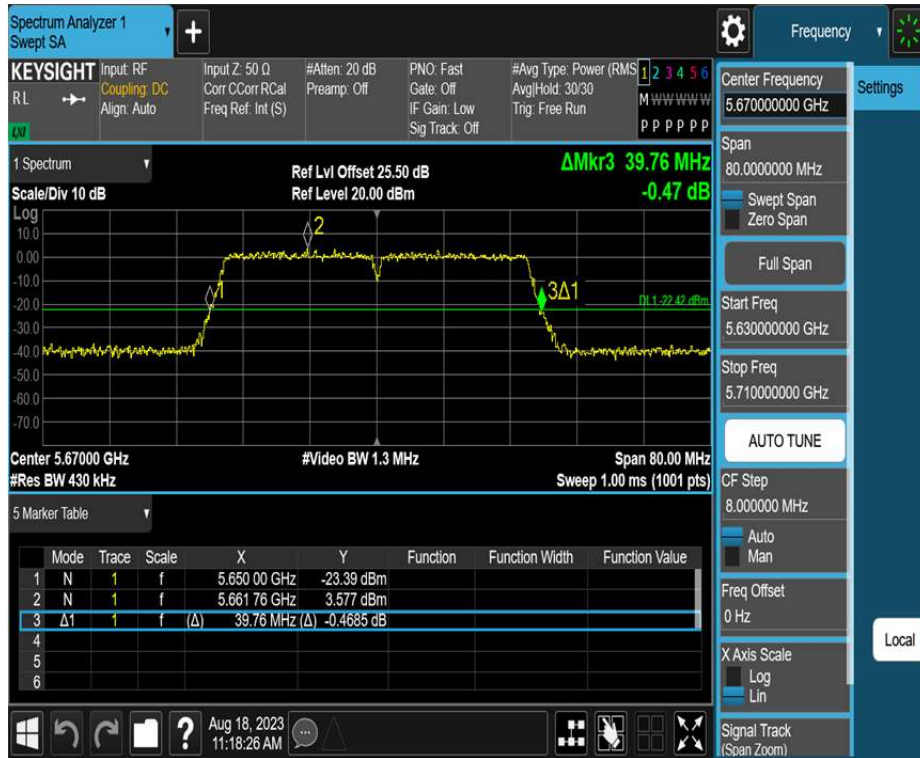 Spectrum Analyzer 1
Swept SA
+
Frequency
KEYSIGHT
RL
LXI
Input: RF
Coupling: DC
Align: Auto
Input Z: 50 Ω
Corr CCorr RCal
Freq Ref: Int (S)
#Atten: 20 dB
Preamp: Off
PNO: Fast
Gate: Off
IF Gain: Low
Sig Track: Off
#Avg Type: Power (RMS
Avg|Hold: 30/30
Trig: Free Run
1 2 3 4 5 6
M W W W W W
P P P P P P
1 Spectrum
Scale/Div 10 dB
Ref Lvl Offset 25.50 dB
Ref Level 20.00 dBm
ΔMkr3 39.76 MHz
-0.47 dB
Log
10.0
0.00
-10.0
-20.0
-30.0
-40.0
-50.0
-60.0
-70.0
1
2
3Δ1
DL1 -22.42 dBm
Center 5.67000 GHz
#Video BW 1.3 MHz
Span 80.00 MHz
#Res BW 430 kHz
Sweep 1.00 ms (1001 pts)
5 Marker Table
Mode Trace Scale X Y Function Function Width Function Value
1 N 1 f 5.650 00 GHz -23.39 dBm
2 N 1 f 5.661 76 GHz 3.577 dBm
3 Δ1 1 f (Δ) 39.76 MHz (Δ) -0.4685 dB
4
5
6
?
Aug 18, 2023
11:18:26 AM
Center Frequency
5.670000000 GHz
Settings
Span
80.0000000 MHz
Swept Span
Zero Span
Full Span
Start Freq
5.630000000 GHz
Stop Freq
5.710000000 GHz
AUTO TUNE
CF Step
8.000000 MHz
Auto
Man
Freq Offset
0 Hz
Local
X Axis Scale
Log
Lin
Signal Track
(Span Zoom)